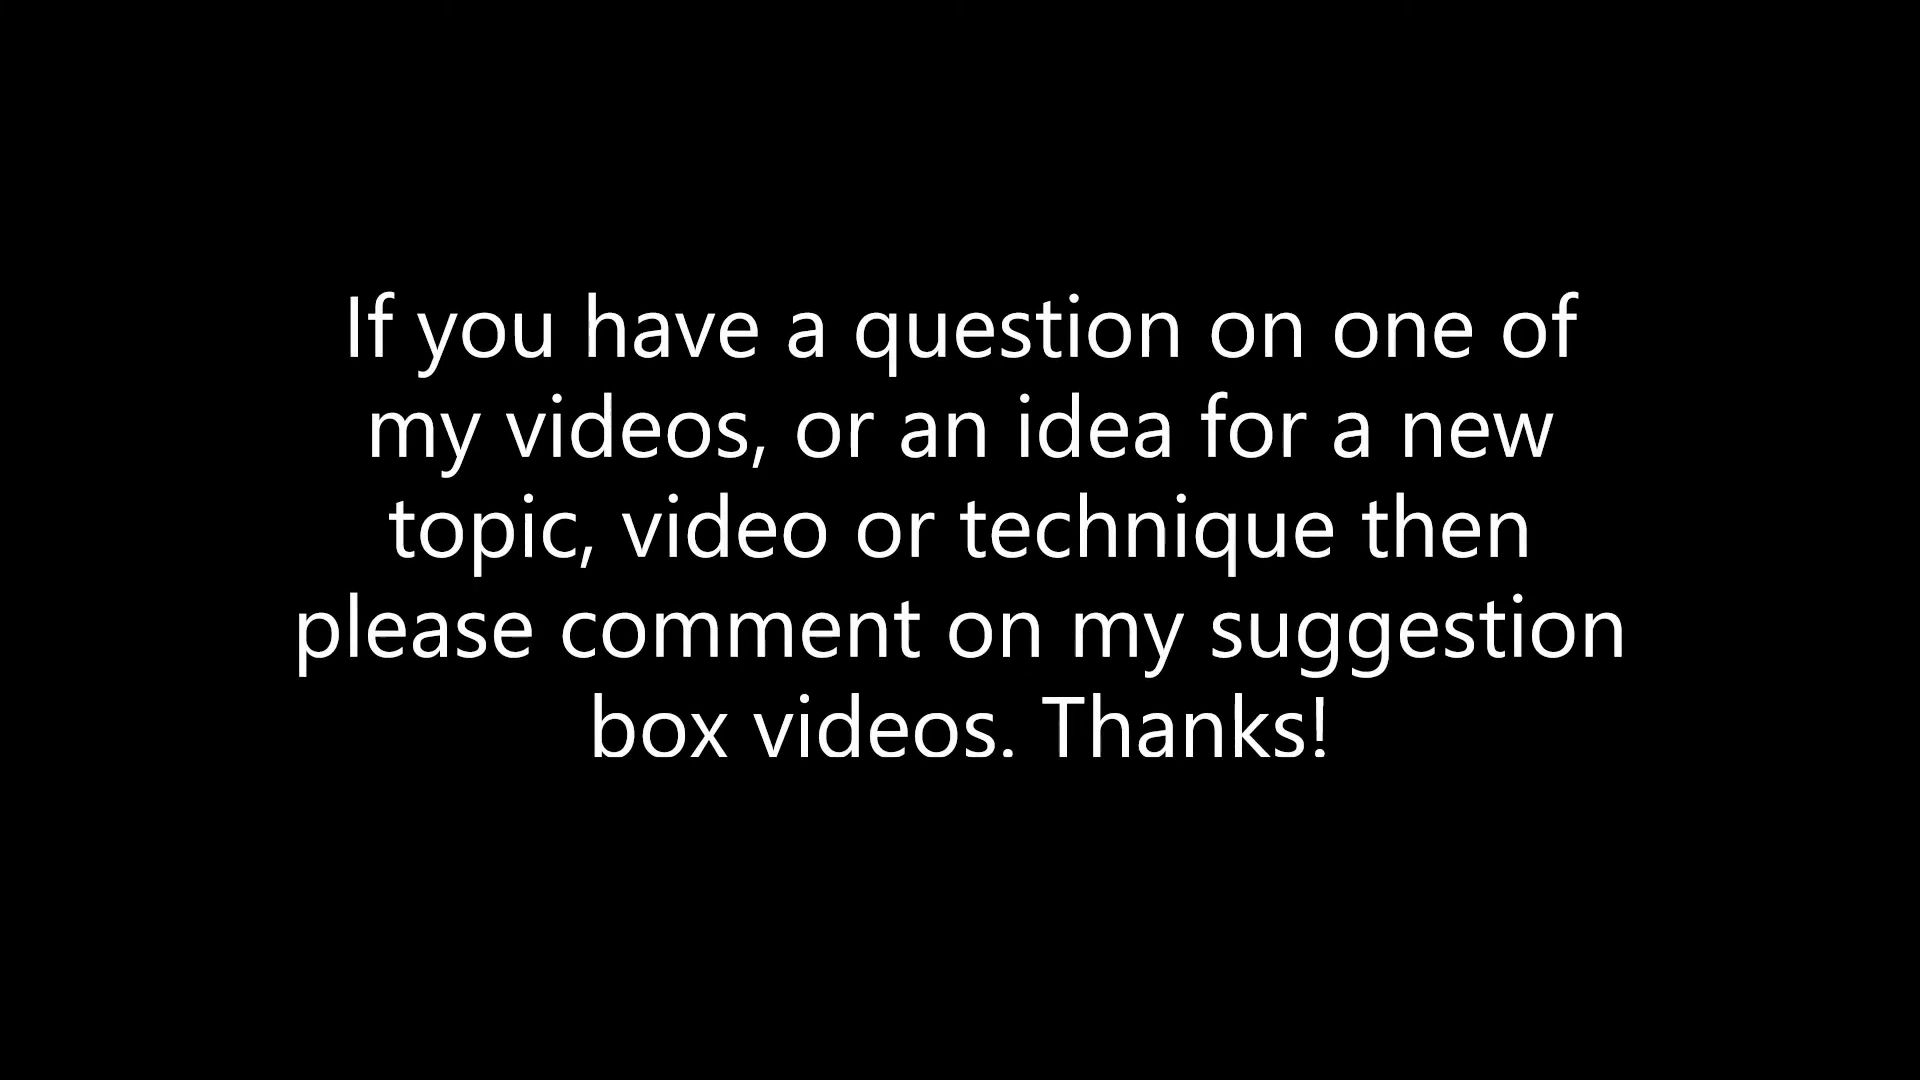 If you have a question on one of
my videos, or an idea for a new
topic, video or technique then
please comment on my suggestion
box videos. Thanks!